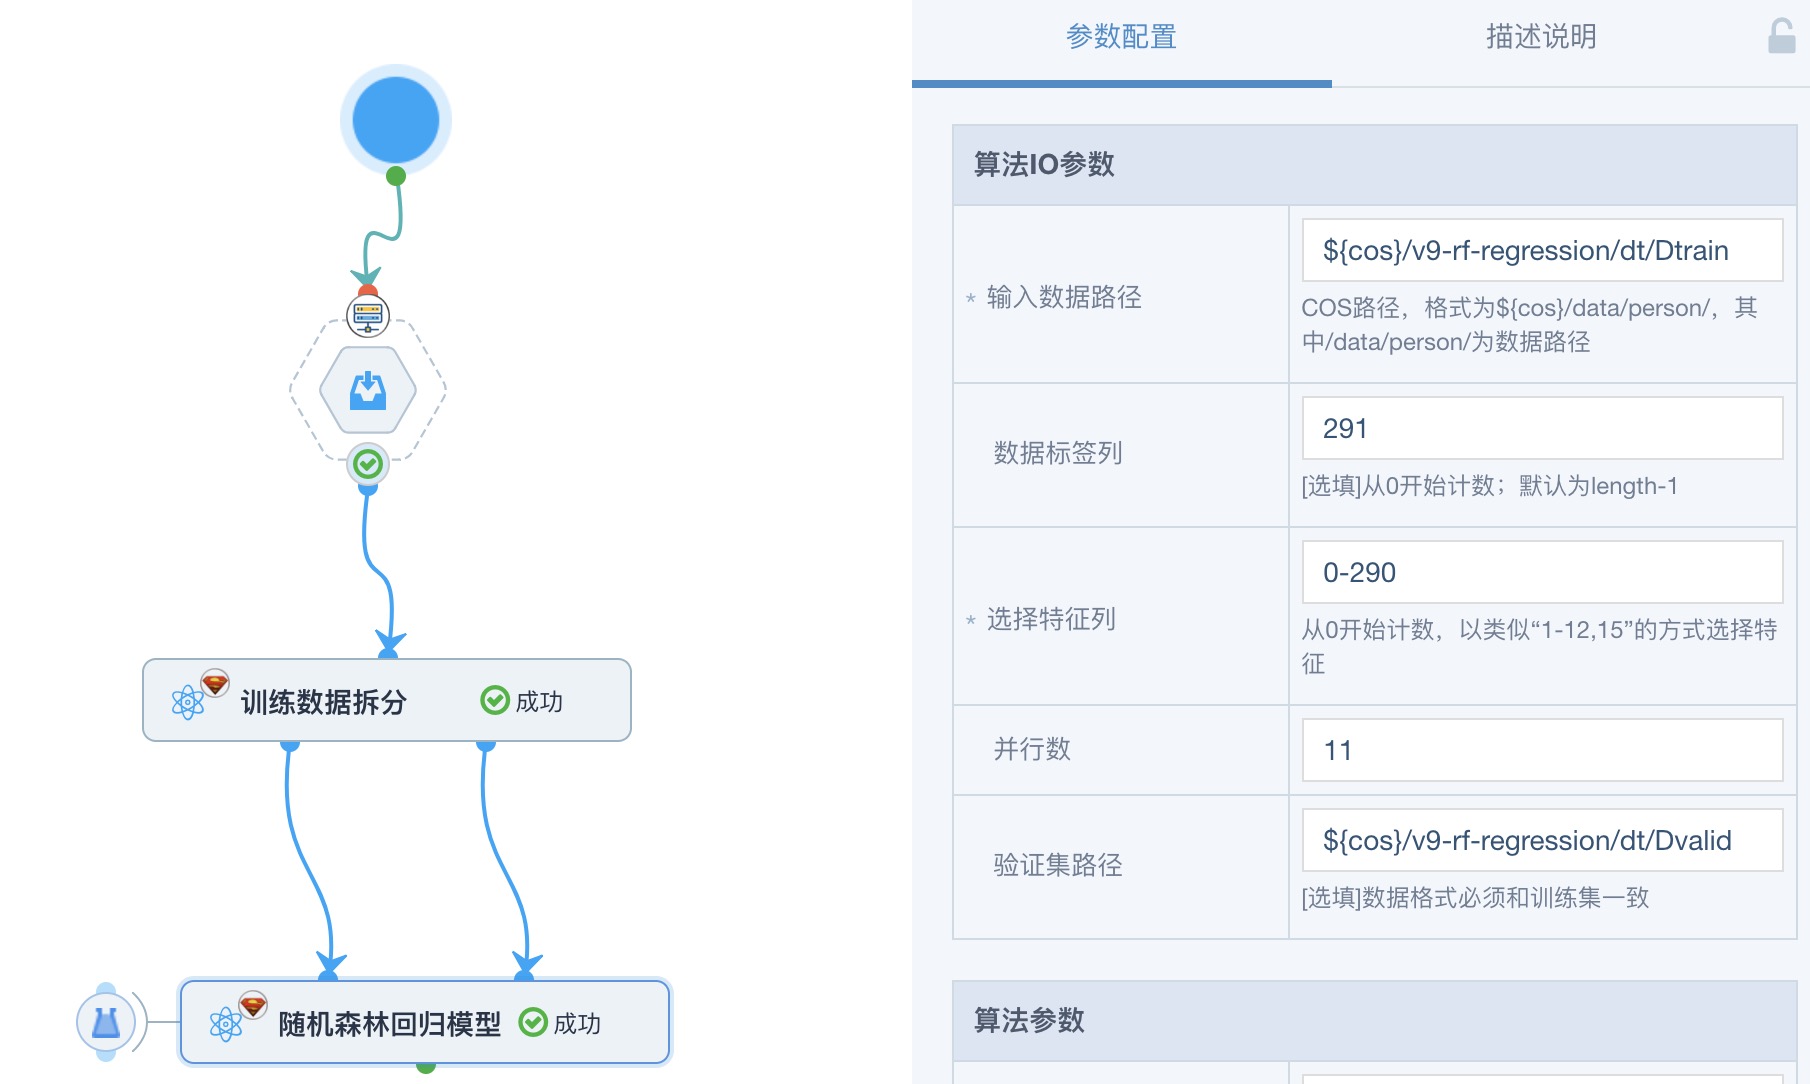 参数配置
描述说明
算法IO参数
* 输入数据路径
${cos}/v9-rf-regression/dt/Dtrain
COS路径，格式为${cos}/data/person/，其
中/data/person/为数据路径
数据标签列
291
[选填]从0开始计数；默认为length-1
* 选择特征列
0-290
从0开始计数，以类似“1-12,15”的方式选择特
征
并行数
11
验证集路径
${cos}/v9-rf-regression/dt/Dvalid
[选填]数据格式必须和训练集一致
算法参数
训练数据拆分
成功
随机森林回归模型
成功